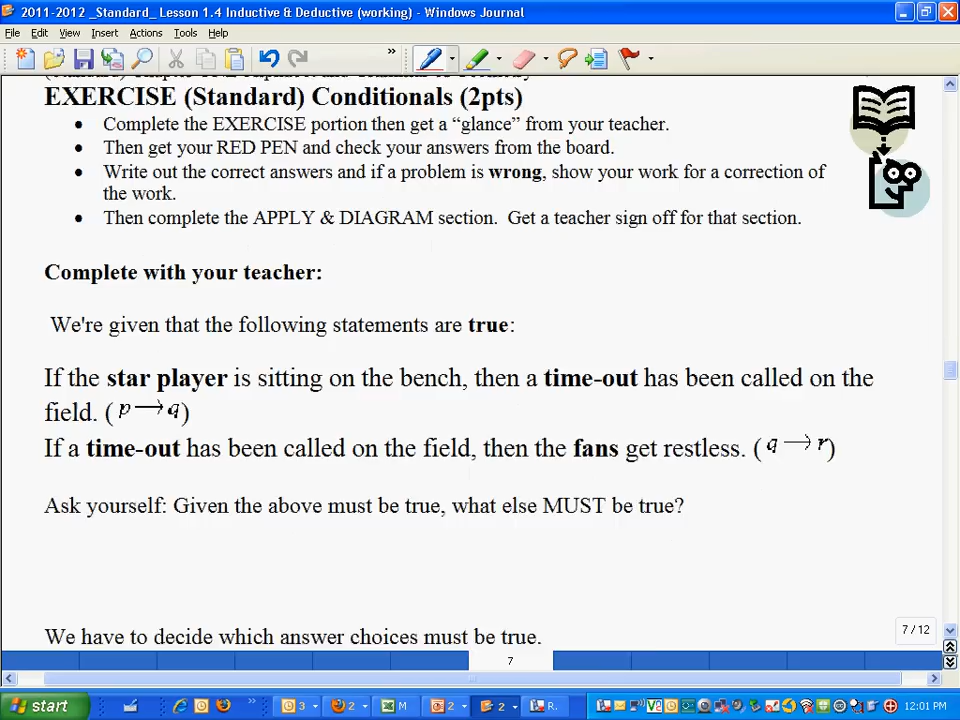 2011-2012 _Standard_ Lesson 1.4 Inductive & Deductive (working) - Windows Journal
File Edit View Insert Actions Tools Help
EXERCISE (Standard) Conditionals (2pts)
• Complete the EXERCISE portion then get a “glance” from your teacher.
• Then get your RED PEN and check your answers from the board.
• Write out the correct answers and if a problem is wrong, show your work for a correction of
the work.
• Then complete the APPLY & DIAGRAM section. Get a teacher sign off for that section.
Complete with your teacher:
We're given that the following statements are true:
If the star player is sitting on the bench, then a time-out has been called on the
field. ( p → q )
If a time-out has been called on the field, then the fans get restless. ( q → r )
Ask yourself: Given the above must be true, what else MUST be true?
We have to decide which answer choices must be true.
7 / 12
7
start 3 2 M 2 2 R. 12:01 PM